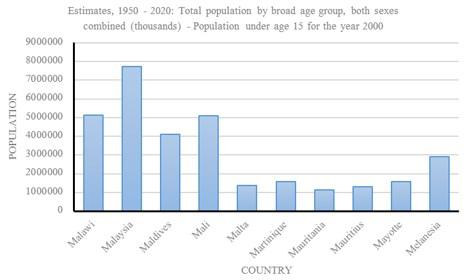 Estimates, 1950 - 2020: Total population by broad age group, both sexes
combined (thousands) - Population under age 15 for the year 2000
9000000
8000000
7000000
6000000
5000000
4000000
3000000
2000000
1000000
0
POPULATION
Malawi
Malaysia
Maldives
Mali
Malta
Martinique
Mauritania
Mauritius
Mayotte
Melanesia
COUNTRY